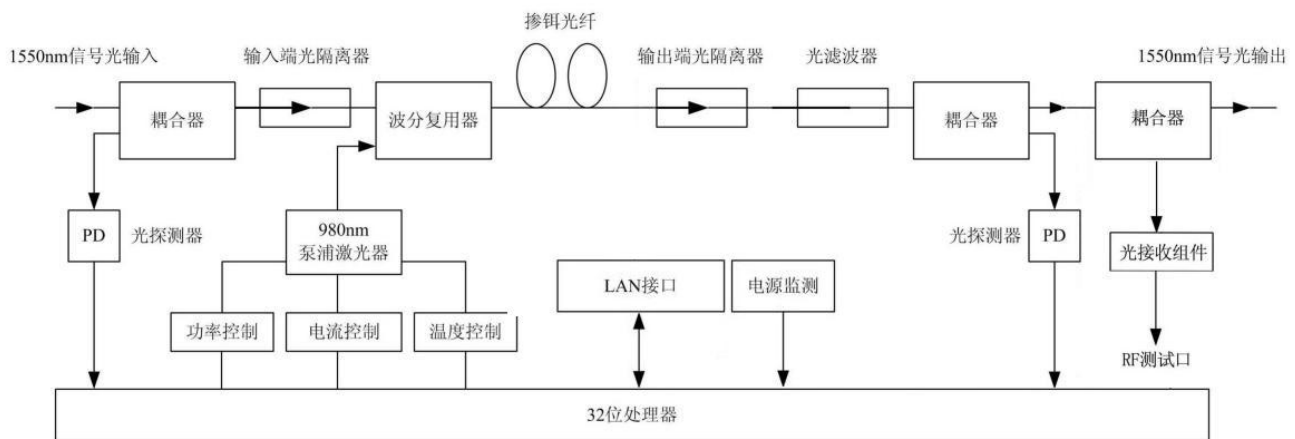 掺铒光纤
1550nm信号光输入
输入端光隔离器
输出端光隔离器
光滤波器
1550nm信号光输出
耦合器
波分复用器
耦合器
耦合器
PD
光探测器
980nm
泵浦激光器
光探测器
PD
光接收组件
LAN接口
电源监测
功率控制
电流控制
温度控制
RF测试口
32位处理器